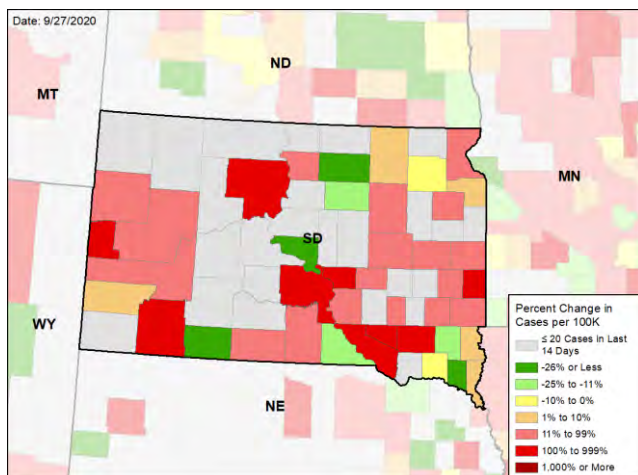 Date: 9/27/2020
ND
MT
MN
SD
WY
NE
Percent Change in
Cases per 100K
≤ 20 Cases in Last
14 Days
-26% or Less
-25% to -11%
-10% to 0%
1% to 10%
11% to 99%
100% to 999%
1,000% or More